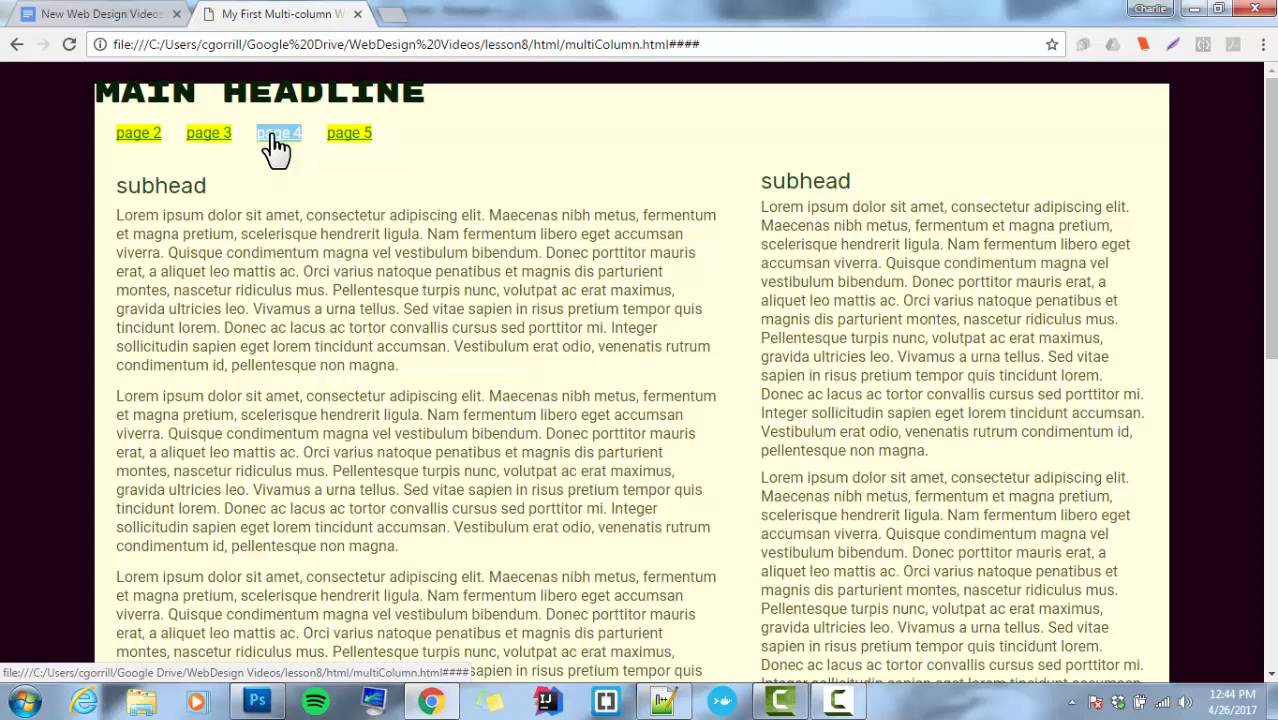 New Web Design Videos
My First Multi-column W
Charlie
file:///C:/Users/cgorrill/Google%20Drive/WebDesign%20Videos/lesson8/html/multiColumn.html####
MAIN HEADLINE
page 2 page 3 page 4 page 5
subhead
Lorem ipsum dolor sit amet, consectetur adipiscing elit. Maecenas nibh metus, fermentum
et magna pretium, scelerisque hendrerit ligula. Nam fermentum libero eget accumsan
viverra. Quisque condimentum magna vel vestibulum bibendum. Donec porttitor mauris
erat, a aliquet leo mattis ac. Orci varius natoque penatibus et magnis dis parturient
montes, nascetur ridiculus mus. Pellentesque turpis nunc, volutpat ac erat maximus,
gravida ultricies leo. Vivamus a urna tellus. Sed vitae sapien in risus pretium tempor quis
tincidunt lorem. Donec ac lacus ac tortor convallis cursus sed porttitor mi. Integer
sollicitudin sapien eget lorem tincidunt accumsan. Vestibulum erat odio, venenatis rutrum
condimentum id, pellentesque non magna.
Lorem ipsum dolor sit amet, consectetur adipiscing elit. Maecenas nibh metus, fermentum
et magna pretium, scelerisque hendrerit ligula. Nam fermentum libero eget accumsan
viverra. Quisque condimentum magna vel vestibulum bibendum. Donec porttitor mauris
erat, a aliquet leo mattis ac. Orci varius natoque penatibus et magnis dis parturient
montes, nascetur ridiculus mus. Pellentesque turpis nunc, volutpat ac erat maximus,
gravida ultricies leo. Vivamus a urna tellus. Sed vitae sapien in risus pretium tempor quis
tincidunt lorem. Donec ac lacus ac tortor convallis cursus sed porttitor mi. Integer
sollicitudin sapien eget lorem tincidunt accumsan. Vestibulum erat odio, venenatis rutrum
condimentum id, pellentesque non magna.
Lorem ipsum dolor sit amet, consectetur adipiscing elit. Maecenas nibh metus, fermentum
et magna pretium, scelerisque hendrerit ligula. Nam fermentum libero eget accumsan
viverra. Quisque condimentum magna vel vestibulum bibendum. Donec porttitor mauris
erat, a aliquet leo mattis ac. Orci varius natoque penatibus et magnis dis parturient
montes, nascetur ridiculus mus. Pellentesque turpis nunc, volutpat ac erat maximus,
sapien in risus pretium tempor quis
subhead
Lorem ipsum dolor sit amet, consectetur adipiscing elit.
Maecenas nibh metus, fermentum et magna pretium,
scelerisque hendrerit ligula. Nam fermentum libero eget
accumsan viverra. Quisque condimentum magna vel
vestibulum bibendum. Donec porttitor mauris erat, a
aliquet leo mattis ac. Orci varius natoque penatibus et
magnis dis parturient montes, nascetur ridiculus mus.
Pellentesque turpis nunc, volutpat ac erat maximus,
gravida ultricies leo. Vivamus a urna tellus. Sed vitae
sapien in risus pretium tempor quis tincidunt lorem.
Donec ac lacus ac tortor convallis cursus sed porttitor mi.
Integer sollicitudin sapien eget lorem tincidunt accumsan.
Vestibulum erat odio, venenatis rutrum condimentum id,
pellentesque non magna.
Lorem ipsum dolor sit amet, consectetur adipiscing elit.
Maecenas nibh metus, fermentum et magna pretium,
scelerisque hendrerit ligula. Nam fermentum libero eget
accumsan viverra. Quisque condimentum magna vel
vestibulum bibendum. Donec porttitor mauris erat, a
aliquet leo mattis ac. Orci varius natoque penatibus et
magnis dis parturient montes, nascetur ridiculus mus.
Pellentesque turpis nunc, volutpat ac erat maximus,
gravida ultricies leo. Vivamus a urna tellus. Sed vitae
sapien in risus pretium tempor quis tincidunt lorem.
Donec ac lacus ac tortor convallis cursus sed porttitor mi.
file:///C:/Users/cgorrill/Google Drive/WebDesign Videos/lesson8/html/multiColumn.html####
Ps
IJ
12:44 PM
4/26/2017